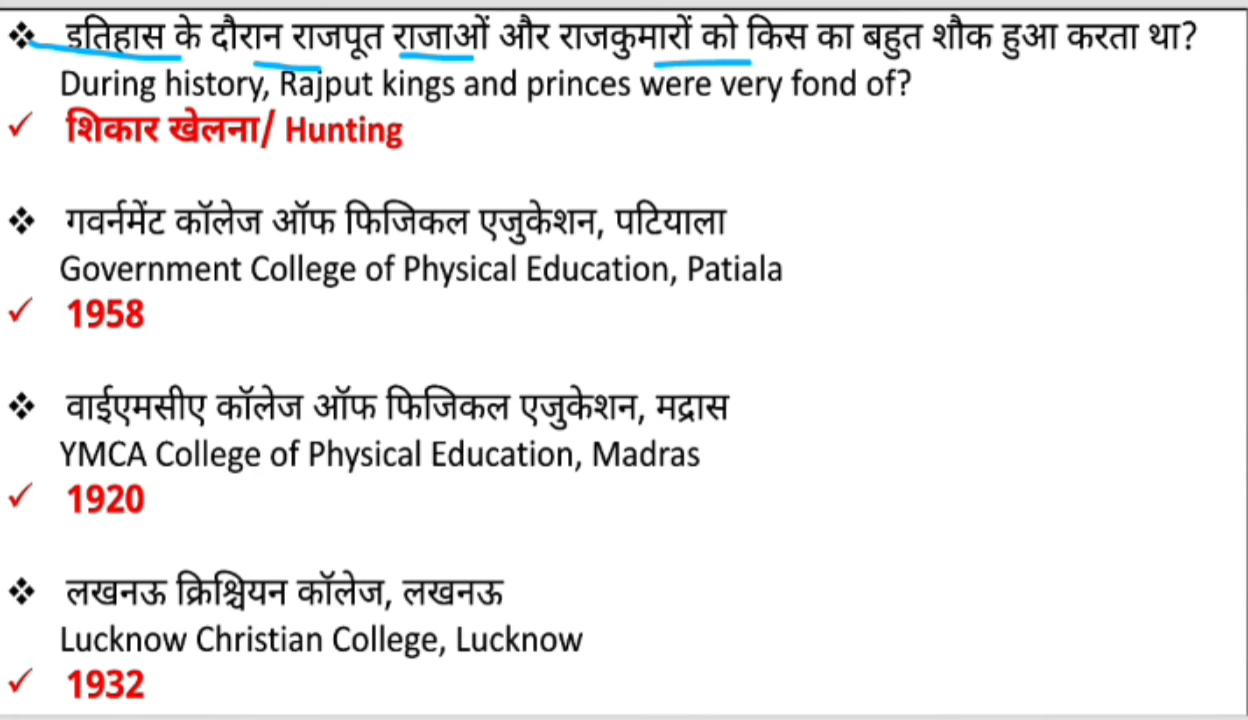 ❖ इतिहास के दौरान राजपूत राजाओं और राजकुमारों को किस का बहुत शौक हुआ करता था?
During history, Rajput kings and princes were very fond of?
✓ शिकार खेलना/ Hunting
❖ गवर्नमेंट कॉलेज ऑफ फिजिकल एजुकेशन, पटियाला
Government College of Physical Education, Patiala
✓ 1958
❖ वाईएमसीए कॉलेज ऑफ फिजिकल एजुकेशन, मद्रास
YMCA College of Physical Education, Madras
✓ 1920
❖ लखनऊ क्रिश्चियन कॉलेज, लखनऊ
Lucknow Christian College, Lucknow
✓ 1932